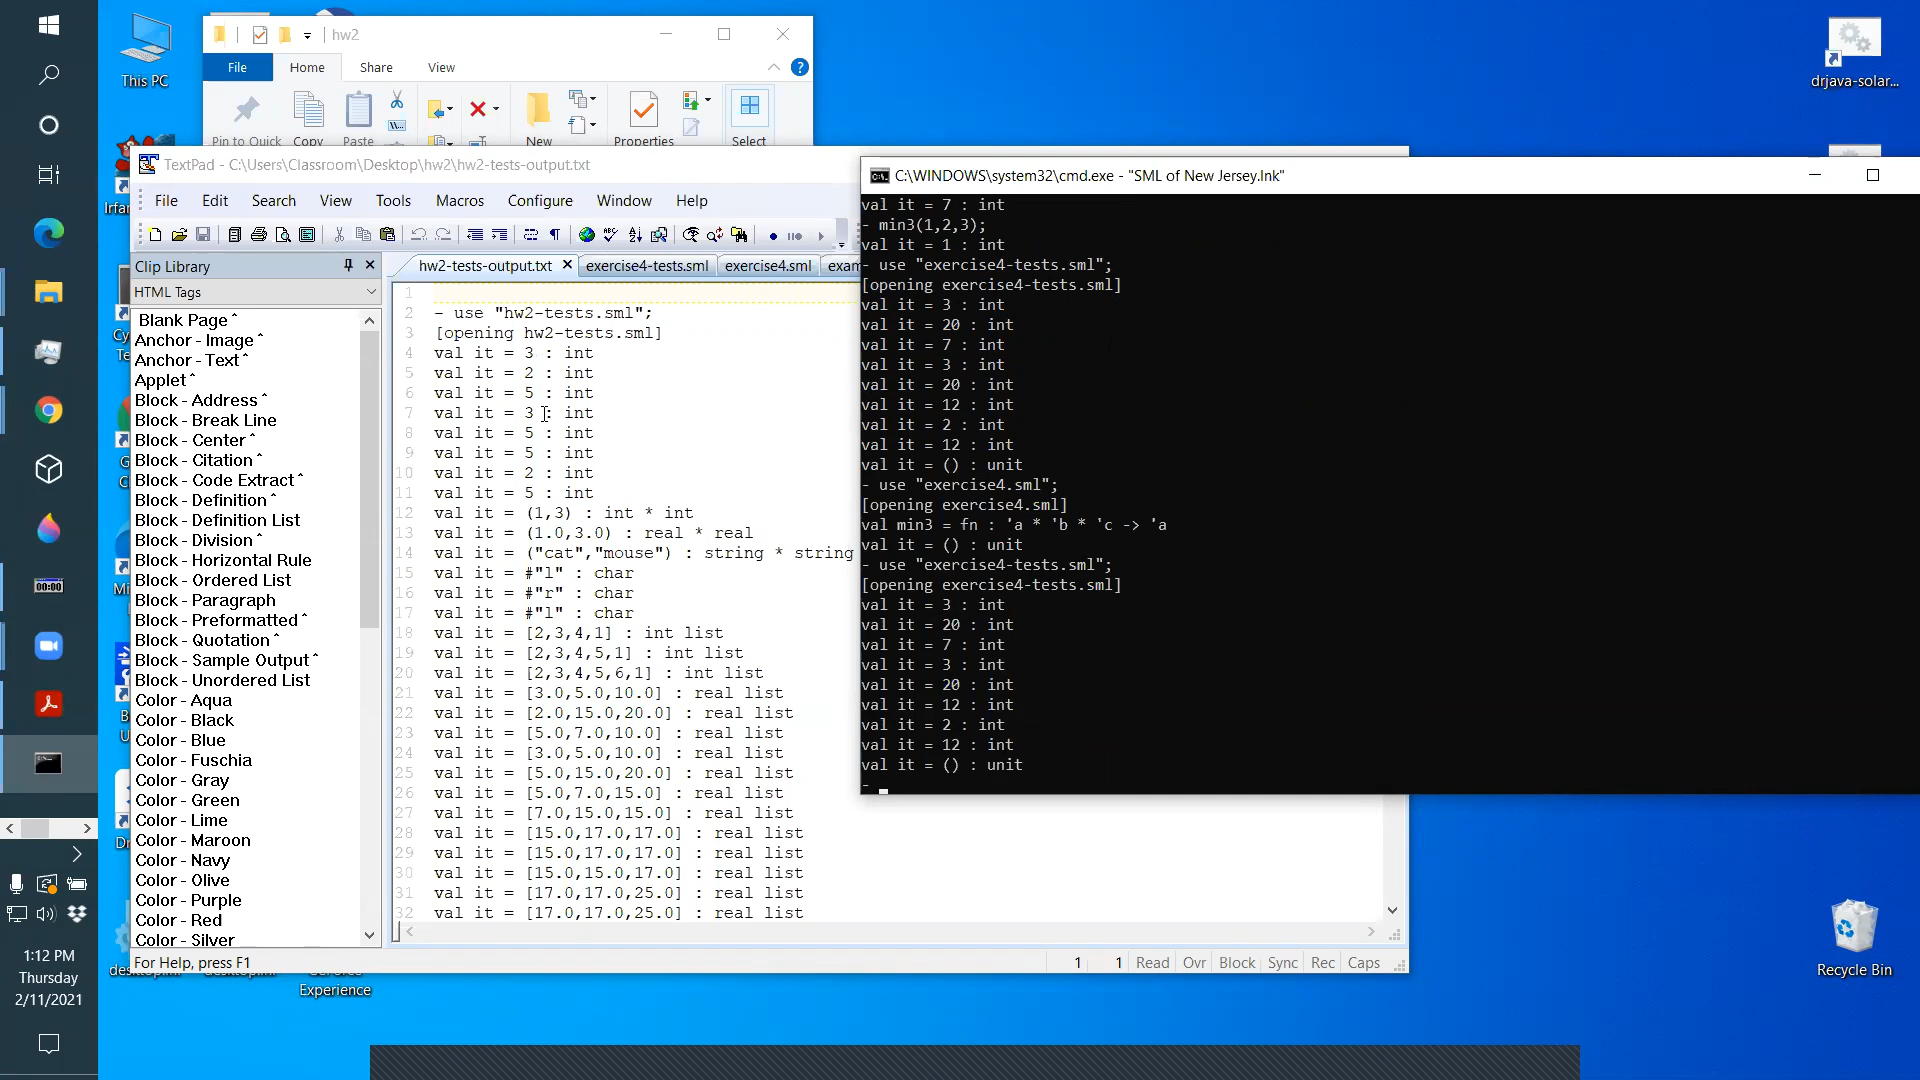 This PC
hw2
File
Home
Share
View
Pin to Quick
Copy
Paste
New
Properties
Select
drjava-solar...
TextPad - C:\Users\Classroom\Desktop\hw2\hw2-tests-output.txt
File Edit Search View Tools Macros Configure Window Help
Clip Library
HTML Tags
hw2-tests-output.txt
exercise4-tests.sml
exercise4.sml
Blank Page ^
Anchor - Image ^
Anchor - Text ^
Applet ^
Block - Address ^
Block - Break Line
Block - Center ^
Block - Citation ^
Block - Code Extract ^
Block - Definition ^
Block - Definition List
Block - Division ^
Block - Horizontal Rule
Block - Ordered List
Block - Paragraph
Block - Preformatted ^
Block - Quotation ^
Block - Sample Output ^
Block - Unordered List
Color - Aqua
Color - Black
Color - Blue
Color - Fuschia
Color - Gray
Color - Green
Color - Lime
Color - Maroon
Color - Navy
Color - Olive
Color - Purple
Color - Red
Color - Silver
1
2 - use "hw2-tests.sml";
3 [opening hw2-tests.sml]
4 val it = 3 : int
5 val it = 2 : int
6 val it = 5 : int
7 val it = 3 : int
8 val it = 5 : int
9 val it = 5 : int
10 val it = 2 : int
11 val it = 5 : int
12 val it = (1,3) : int * int
13 val it = (1.0,3.0) : real * real
14 val it = ("cat","mouse") : string * string
15 val it = #"l" : char
16 val it = #"r" : char
17 val it = #"l" : char
18 val it = [2,3,4,1] : int list
19 val it = [2,3,4,5,1] : int list
20 val it = [2,3,4,5,6,1] : int list
21 val it = [3.0,5.0,10.0] : real list
22 val it = [2.0,15.0,20.0] : real list
23 val it = [5.0,7.0,10.0] : real list
24 val it = [3.0,5.0,10.0] : real list
25 val it = [5.0,15.0,20.0] : real list
26 val it = [5.0,7.0,15.0] : real list
27 val it = [7.0,15.0,15.0] : real list
28 val it = [15.0,17.0,17.0] : real list
29 val it = [15.0,17.0,17.0] : real list
30 val it = [15.0,15.0,17.0] : real list
31 val it = [17.0,17.0,25.0] : real list
32 val it = [17.0,17.0,25.0] : real list
For Help, press F1
1 1 Read Ovr Block Sync Rec Caps
C:\WINDOWS\system32\cmd.exe - "SML of New Jersey.lnk"
val it = 7 : int
- min3(1,2,3);
val it = 1 : int
- use "exercise4-tests.sml";
[opening exercise4-tests.sml]
val it = 3 : int
val it = 20 : int
val it = 7 : int
val it = 3 : int
val it = 20 : int
val it = 12 : int
val it = 2 : int
val it = 12 : int
val it = () : unit
- use "exercise4.sml";
[opening exercise4.sml]
val min3 = fn : 'a * 'b * 'c -> 'a
val it = () : unit
- use "exercise4-tests.sml";
[opening exercise4-tests.sml]
val it = 3 : int
val it = 20 : int
val it = 7 : int
val it = 3 : int
val it = 20 : int
val it = 12 : int
val it = 2 : int
val it = 12 : int
val it = () : unit
-
00:00
1:12 PM
Thursday
2/11/2021
Experience
Recycle Bin